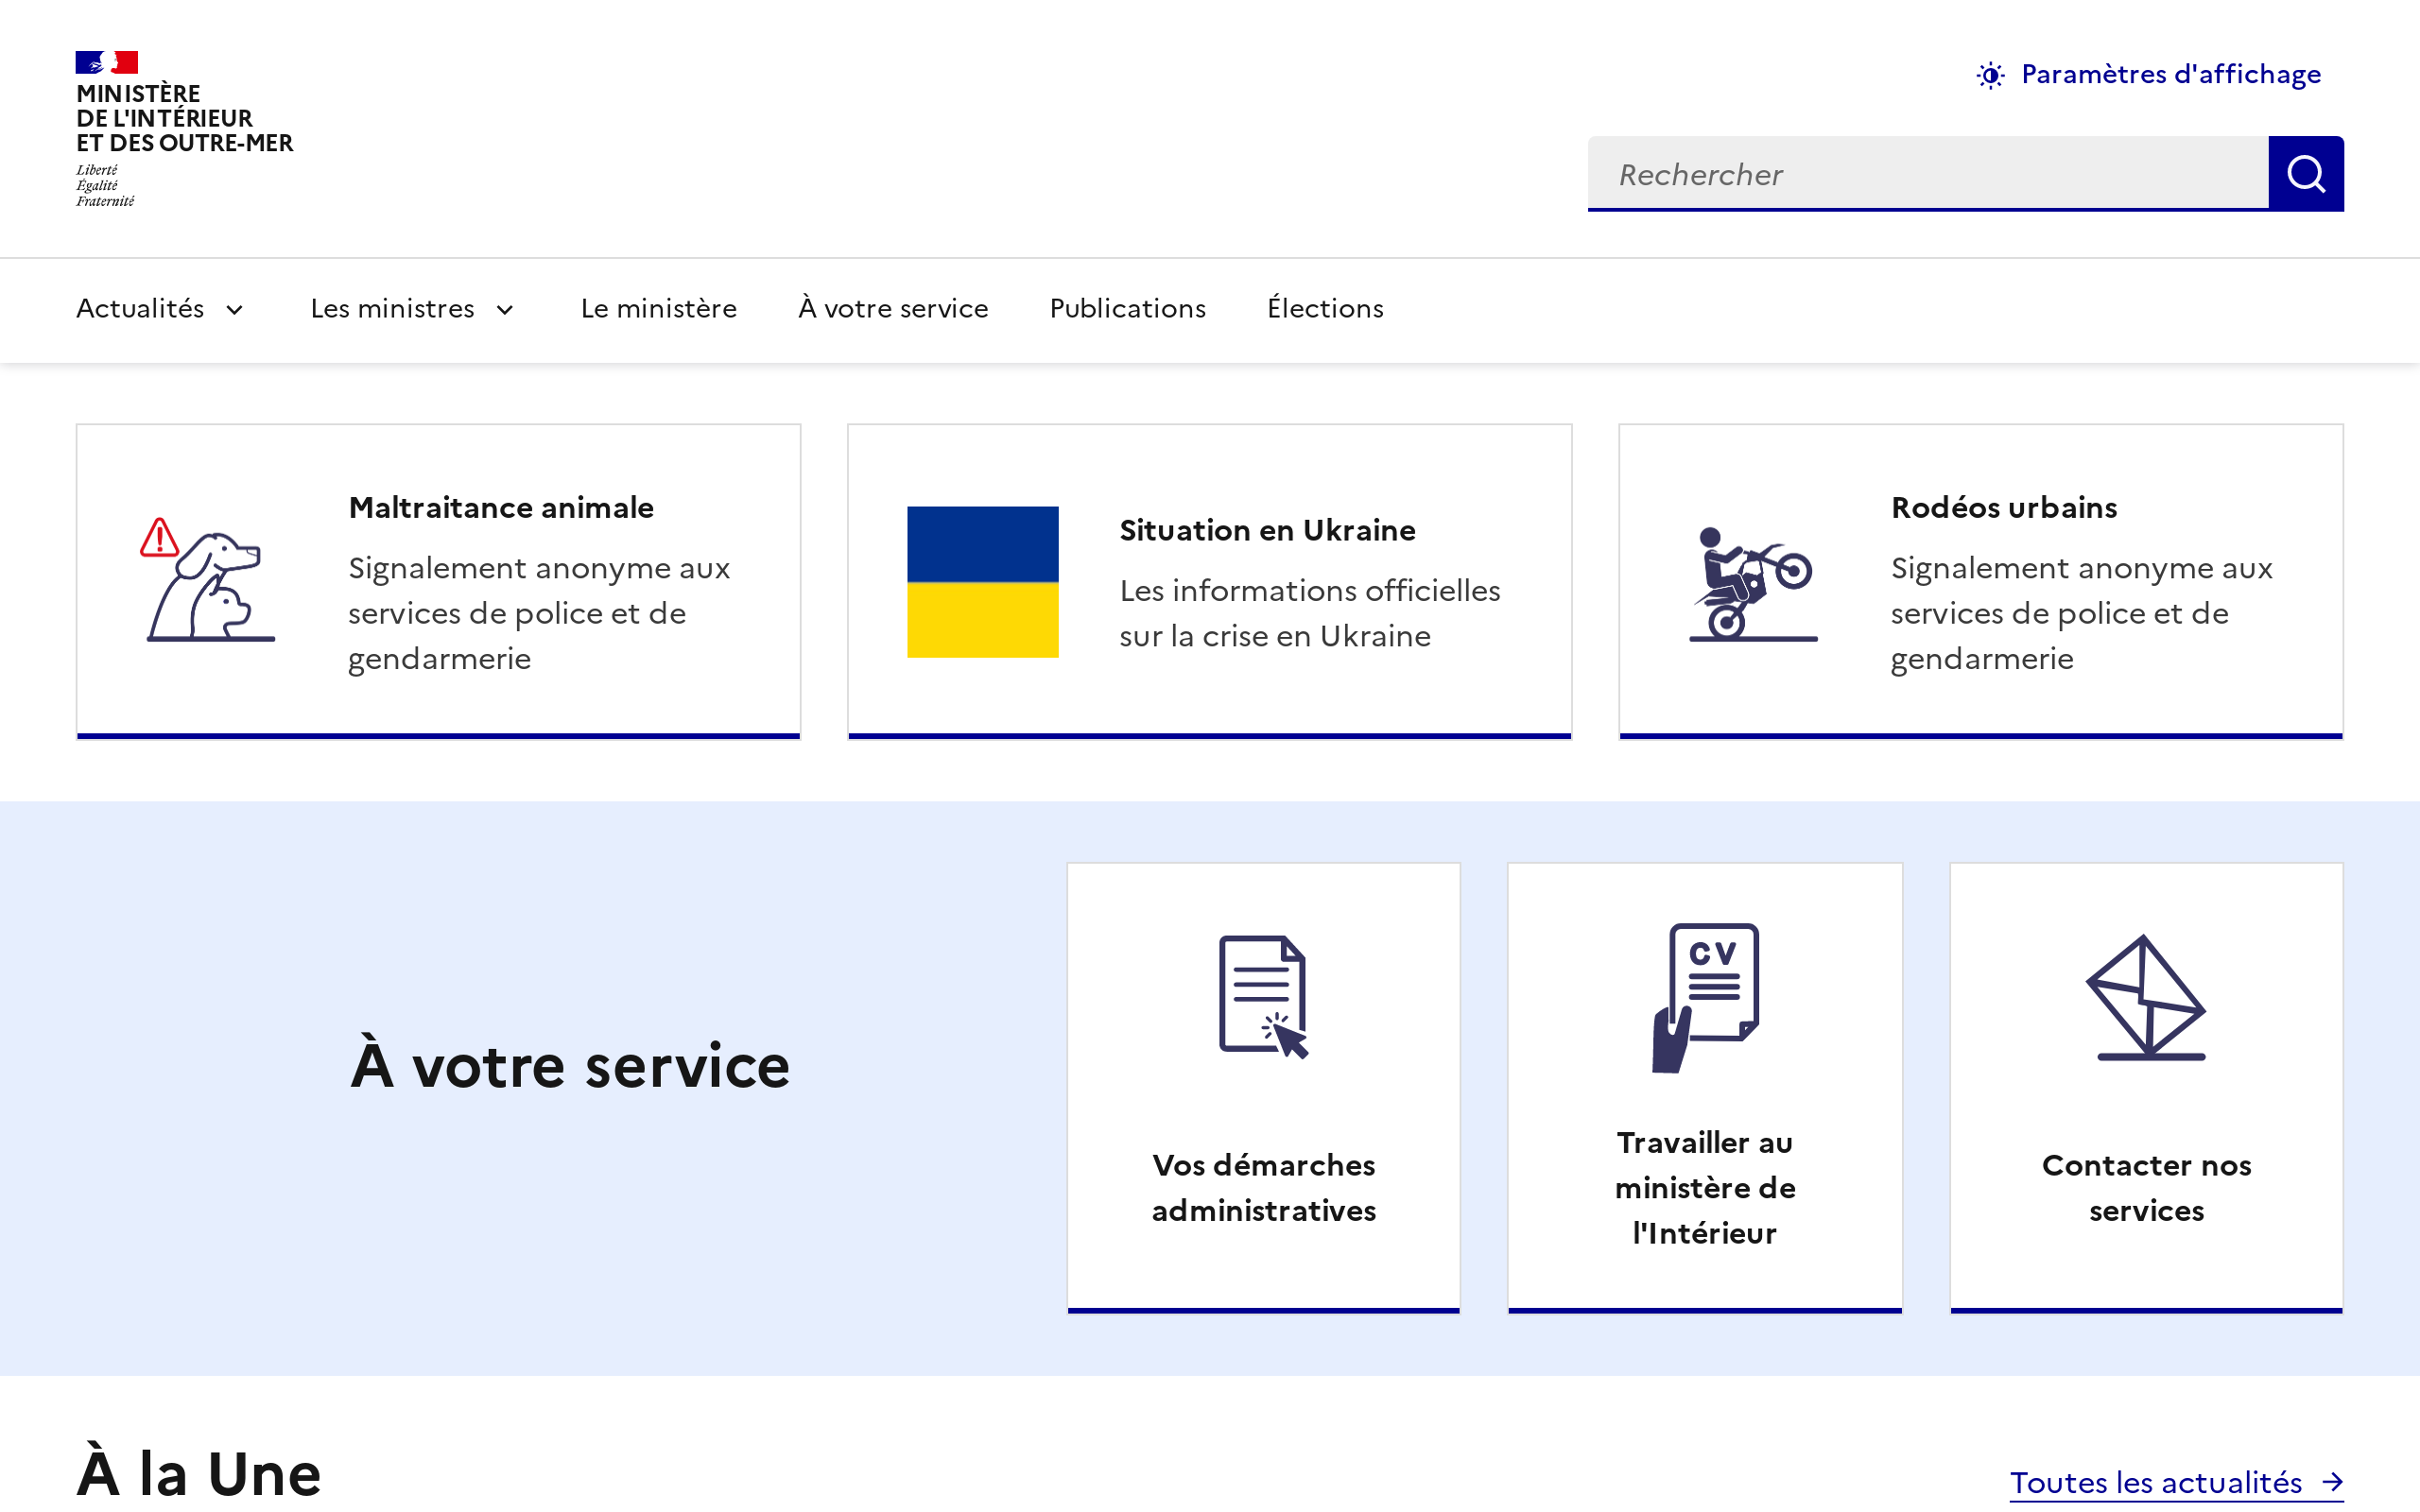 MINISTÈRE
DE L'INTÉRIEUR
ET DES OUTRE-MER
Liberté
Égalité
Fraternité
Paramètres d'affichage
Rechercher
Actualités
Les ministres
Le ministère
À votre service
Publications
Élections
Maltraitance animale
Signalement anonyme aux
services de police et de
gendarmerie
Situation en Ukraine
Les informations officielles
sur la crise en Ukraine
Rodéos urbains
Signalement anonyme aux
services de police et de
gendarmerie
À votre service
Vos démarches
administratives
CV
Travailler au
ministère de
l'Intérieur
Contacter nos
services
À la Une
Toutes les actualités